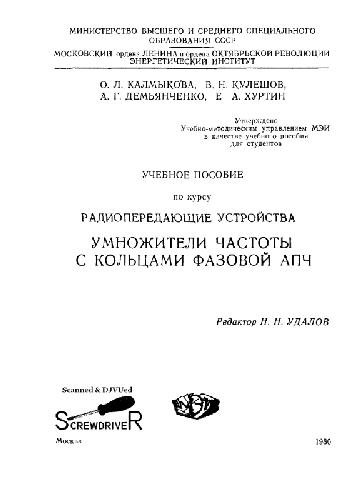 МИНИСТЕРСТВО ВЫСШЕГО И СРЕДНЕГО СПЕЦИАЛЬНОГО
ОБРАЗОВАНИЯ СССР
МОСКОВСКИЙ ордена ЛЕНИНА и ордена ОКТЯБРЬСКОЙ РЕВОЛЮЦИИ
ЭНЕРГЕТИЧЕСКИЙ ИНСТИТУТ
О. Л. КАЛМЫКОВА, В. Н. КУЛЕШОВ,
А. Г. ДЕМЬЯНЧЕНКО, Е А. ХУРТИН
Утверждено
Учебно-методическим управлением МЭИ
в качестве учебного пособия
для студентов
УЧЕБНОЕ ПОСОБИЕ
по курсу
РАДИОПЕРЕДАЮЩИЕ УСТРОЙСТВА
УМНОЖИТЕЛИ ЧАСТОТЫ
С КОЛЬЦАМИ ФАЗОВОЙ АПЧ
Редактор Н. Н. УДАЛОВ
Scanned & DJVUed
SCREWDRIVER
Москва
1980